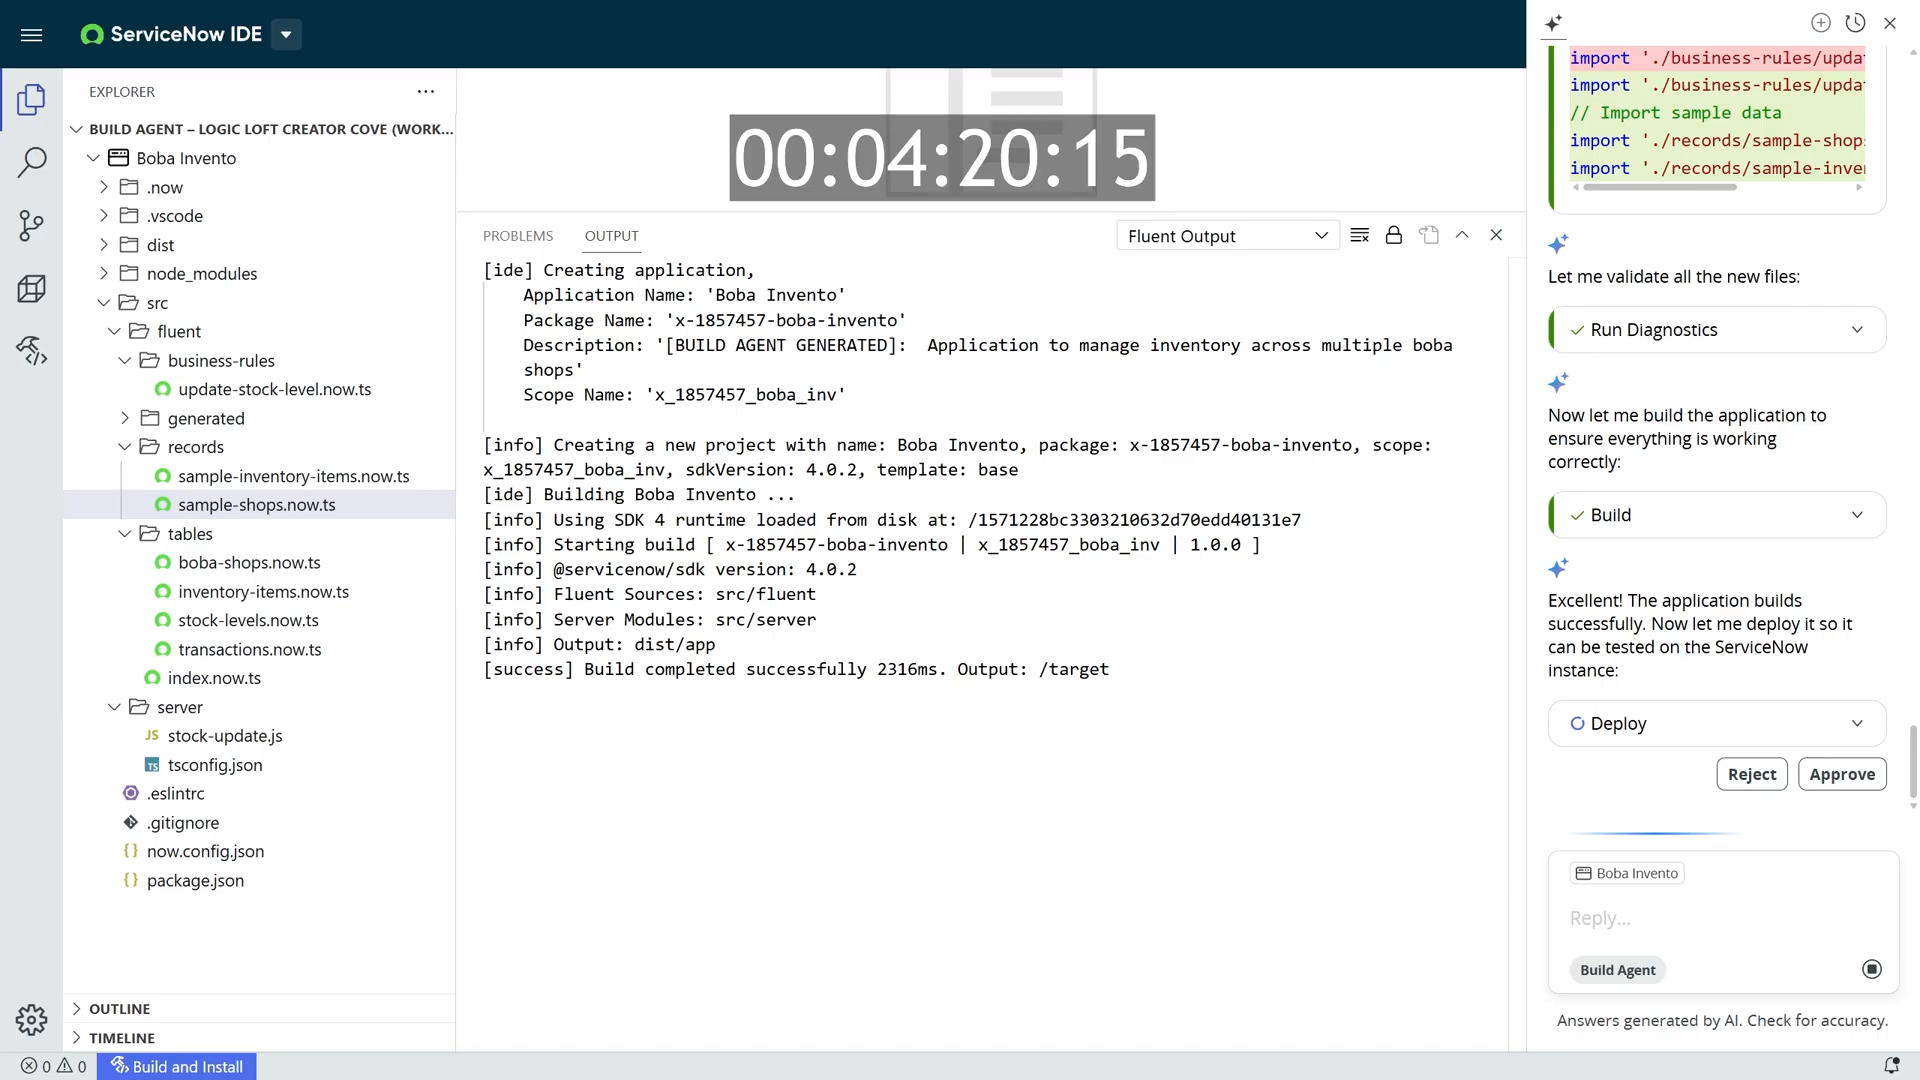 ServiceNow IDE
EXPLORER
BUILD AGENT – LOGIC LOFT CREATOR COVE (WORK...
Boba Invento
.now
.vscode
dist
node_modules
src
fluent
business-rules
update-stock-level.now.ts
generated
records
sample-inventory-items.now.ts
sample-shops.now.ts
tables
boba-shops.now.ts
inventory-items.now.ts
stock-levels.now.ts
transactions.now.ts
index.now.ts
server
JS stock-update.js
TS tsconfig.json
.eslintrc
.gitignore
{} now.config.json
{} package.json
OUTLINE
TIMELINE
0 0 Build and Install
00:04:20:15
PROBLEMS OUTPUT Fluent Output
[ide] Creating application,
Application Name: 'Boba Invento'
Package Name: 'x-1857457-boba-invento'
Description: '[BUILD AGENT GENERATED]:  Application to manage inventory across multiple boba
shops'
Scope Name: 'x_1857457_boba_inv'
[info] Creating a new project with name: Boba Invento, package: x-1857457-boba-invento, scope:
x_1857457_boba_inv, sdkVersion: 4.0.2, template: base
[ide] Building Boba Invento ...
[info] Using SDK 4 runtime loaded from disk at: /1571228bc3303210632d70edd40131e7
[info] Starting build [ x-1857457-boba-invento | x_1857457_boba_inv | 1.0.0 ]
[info] @servicenow/sdk version: 4.0.2
[info] Fluent Sources: src/fluent
[info] Server Modules: src/server
[info] Output: dist/app
[success] Build completed successfully 2316ms. Output: /target
import './business-rules/updat
import './business-rules/updat
// Import sample data
import './records/sample-shop
import './records/sample-inve
Let me validate all the new files:
Run Diagnostics
Now let me build the application to
ensure everything is working
correctly:
Build
Excellent! The application builds
successfully. Now let me deploy it so it
can be tested on the ServiceNow
instance:
Deploy
Reject Approve
Boba Invento
Reply...
Build Agent
Answers generated by AI. Check for accuracy.